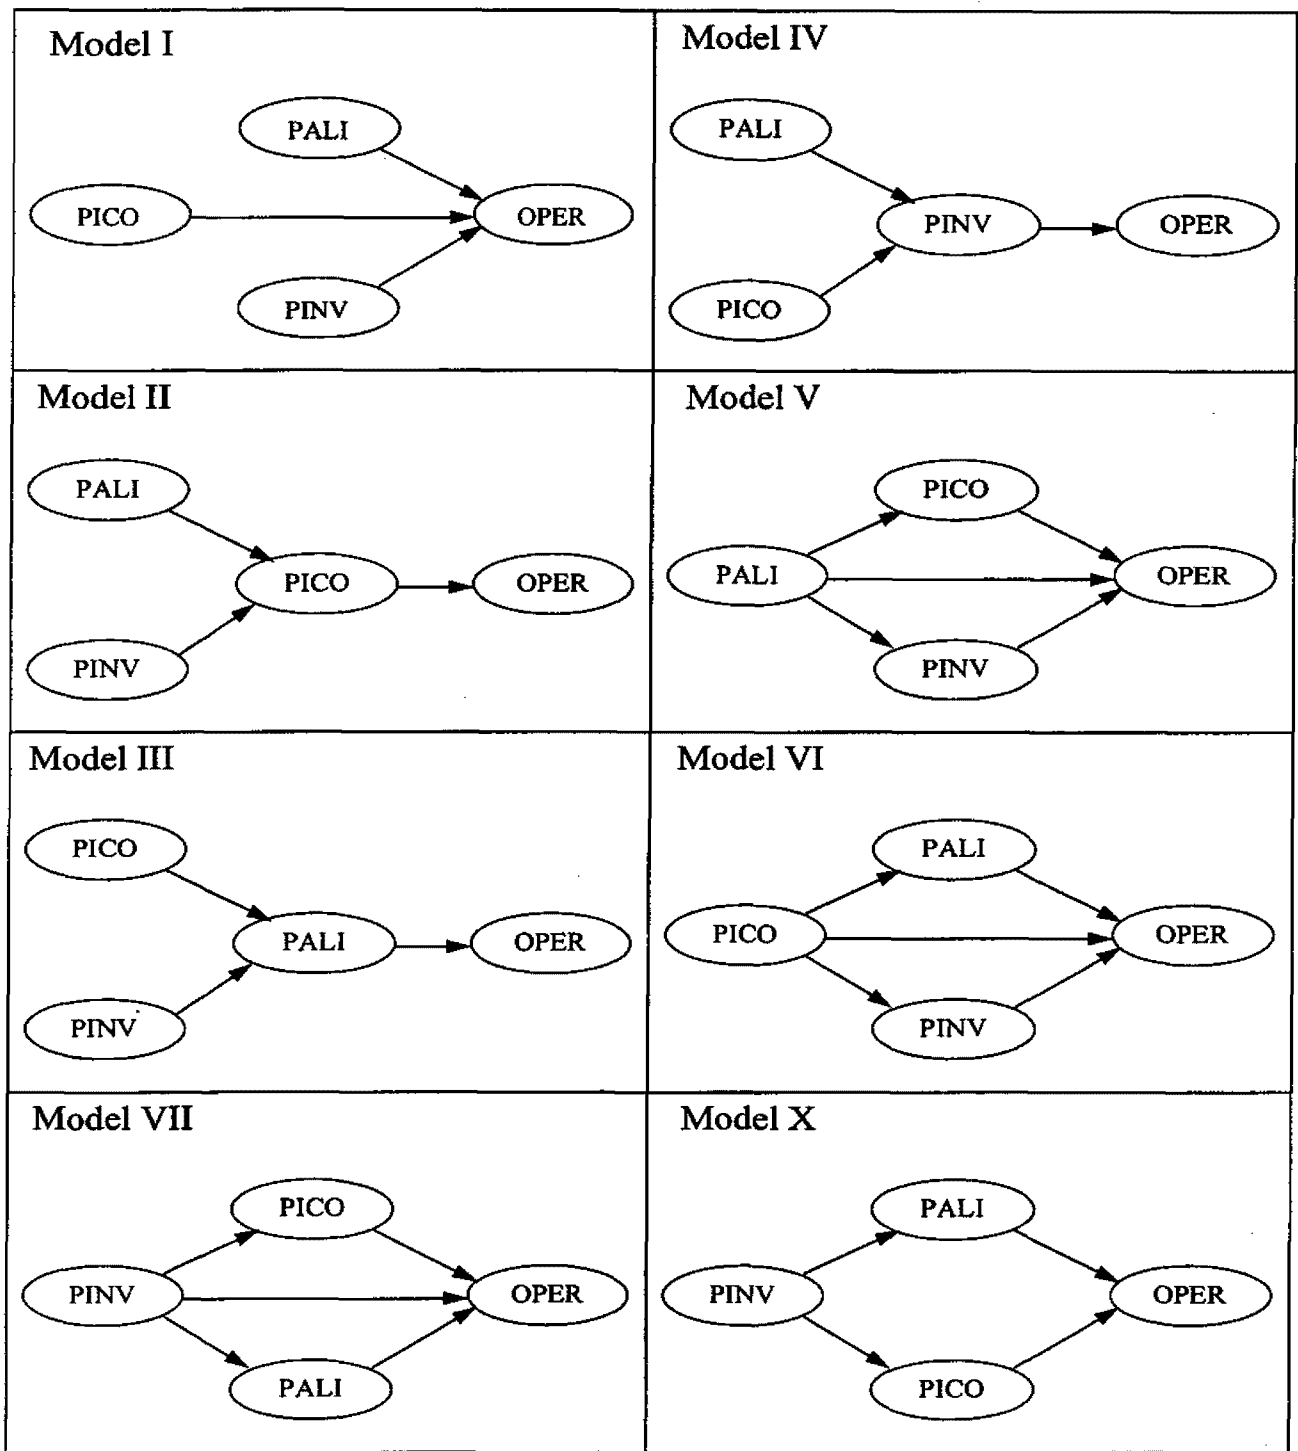 Model I
PALI
PICO
OPER
PINV
Model IV
PALI
PINV
OPER
PICO
Model II
PALI
PICO
OPER
PINV
Model V
PICO
PALI
OPER
PINV
Model III
PICO
PALI
OPER
PINV
Model VI
PALI
PICO
OPER
PINV
Model VII
PICO
PINV
OPER
PALI
Model X
PALI
PINV
OPER
PICO